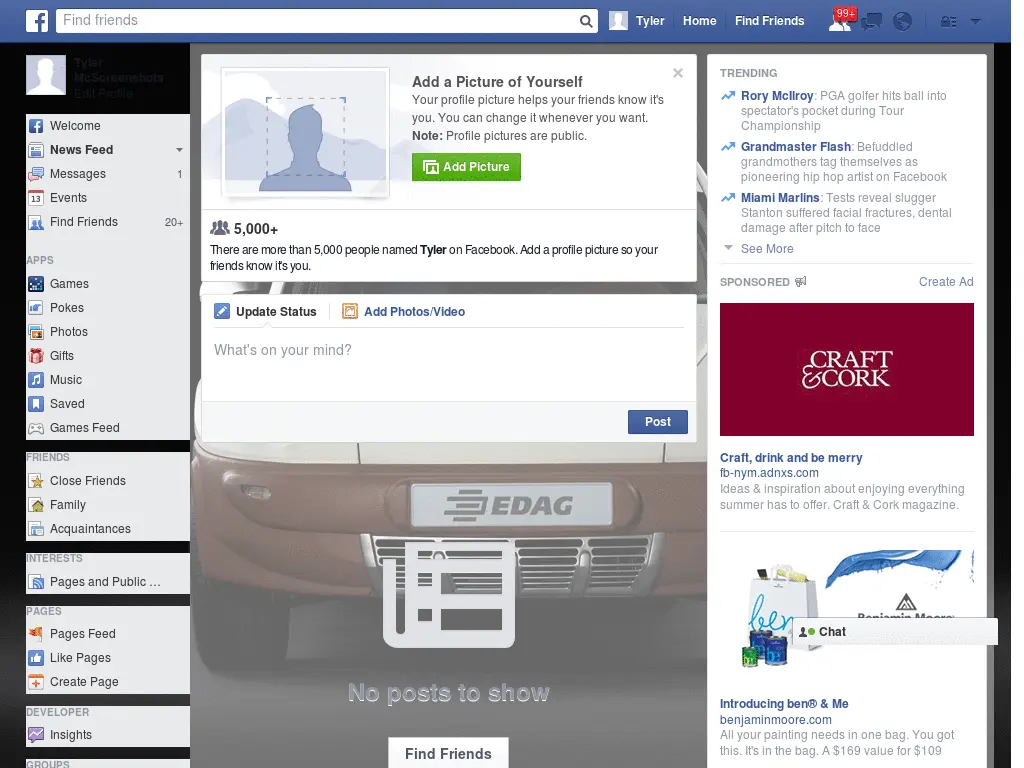 Find friends
Tyler
Home
Find Friends
99+
Tyler
McScreenshots
Edit Profile
Welcome
News Feed
Messages 1
Events
Find Friends 20+
APPS
Games
Pokes
Photos
Gifts
Music
Saved
Games Feed
FRIENDS
Close Friends
Family
Acquaintances
INTERESTS
Pages and Public ...
PAGES
Pages Feed
Like Pages
Create Page
DEVELOPER
Insights
GROUPS
Add a Picture of Yourself
Your profile picture helps your friends know it's
you. You can change it whenever you want.
Note: Profile pictures are public.
Add Picture
5,000+
There are more than 5,000 people named Tyler on Facebook. Add a profile picture so your
friends know it's you.
Update Status
Add Photos/Video
What's on your mind?
Post
EDAG
No posts to show
Find Friends
TRENDING
Rory McIlroy: PGA golfer hits ball into
spectator's pocket during Tour
Championship
Grandmaster Flash: Befuddled
grandmothers tag themselves as
pioneering hip hop artist on Facebook
Miami Marlins: Tests reveal slugger
Stanton suffered facial fractures, dental
damage after pitch to face
See More
SPONSORED
Create Ad
CRAFT
&CORK
Craft, drink and be merry
fb-nym.adnxs.com
Ideas & inspiration about enjoying everything
summer has to offer. Craft & Cork magazine.
ben
Benjamin Moore
Chat
Introducing ben® & Me
benjaminmoore.com
All your painting needs in one bag. You got
this. It's in the bag. A $169 value for $109